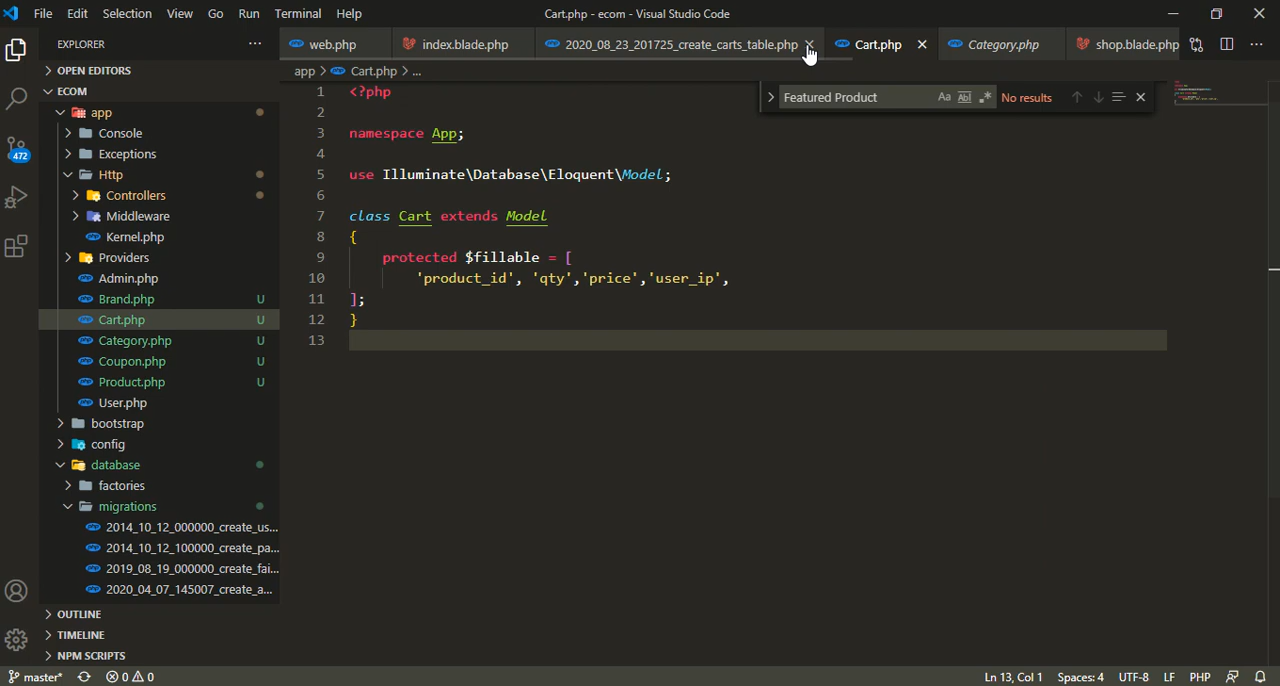 File Edit Selection View Go Run Terminal Help Cart.php - ecom - Visual Studio Code
EXPLORER
web.php index.blade.php 2020_08_23_201725_create_carts_table.php Cart.php Category.php shop.blade.php
OPEN EDITORS
app > Cart.php > ...
ECOM
Featured Product Aa Abl .* No results
app
Console
Exceptions
Http
Controllers
Middleware
Kernel.php
Providers
Admin.php
Brand.php U
Cart.php U
Category.php U
Coupon.php U
Product.php U
User.php
bootstrap
config
database
factories
migrations
2014_10_12_000000_create_us...
2014_10_12_100000_create_pa...
2019_08_19_000000_create_fai...
2020_04_07_145007_create_a...
OUTLINE
TIMELINE
NPM SCRIPTS
472
1 <?php
2
3 namespace App;
4
5 use Illuminate\Database\Eloquent\Model;
6
7 class Cart extends Model
8 {
9 protected $fillable = [
10 'product_id', 'qty','price','user_ip',
11 ];
12 }
13
master* 0 0 Ln 13, Col 1 Spaces: 4 UTF-8 LF PHP